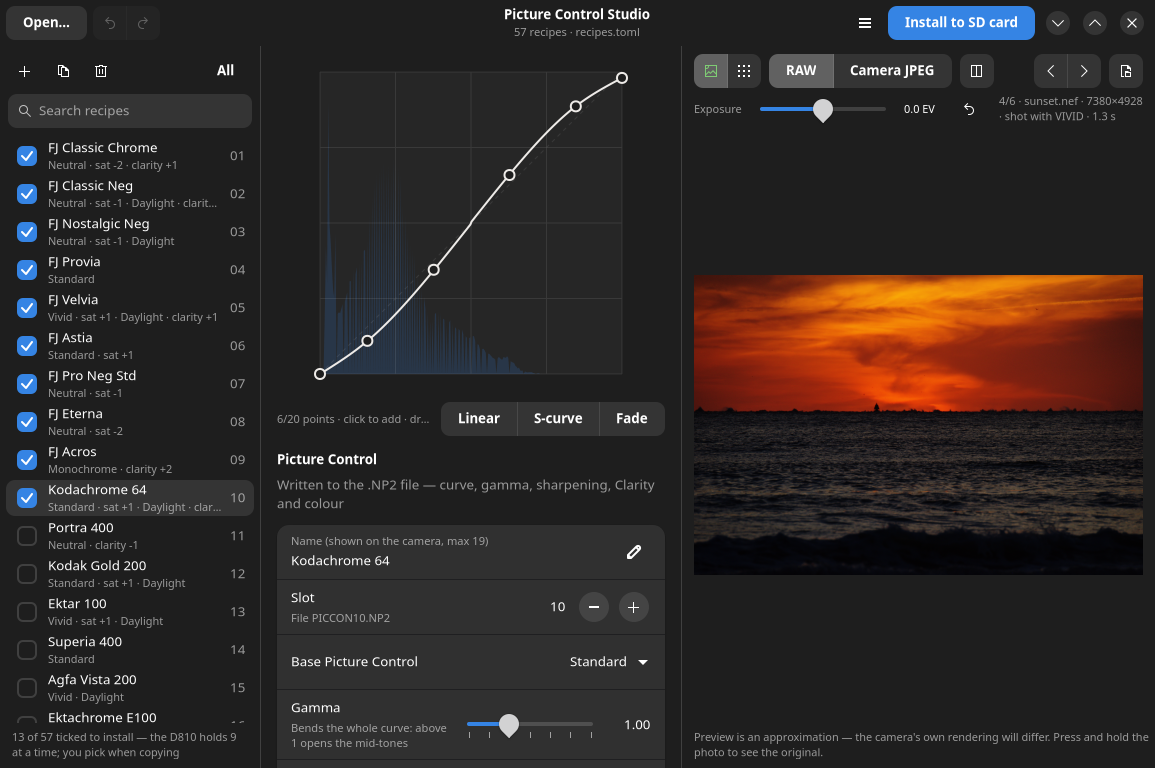 Open...
Picture Control Studio
57 recipes · recipes.toml
Install to SD card
All
Search recipes
FJ Classic Chrome
Neutral · sat -2 · clarity +1
01
FJ Classic Neg
Neutral · sat -1 · Daylight · clarit...
02
FJ Nostalgic Neg
Neutral · sat -1 · Daylight
03
FJ Provia
Standard
04
FJ Velvia
Vivid · sat +1 · Daylight · clarity +1
05
FJ Astia
Standard · sat +1
06
FJ Pro Neg Std
Neutral · sat -1
07
FJ Eterna
Neutral · sat -2
08
FJ Acros
Monochrome · clarity +2
09
Kodachrome 64
Standard · sat +1 · Daylight · clar...
10
Portra 400
Neutral · clarity -1
11
Kodak Gold 200
Standard · sat +1 · Daylight
12
Ektar 100
Vivid · sat +1 · Daylight
13
Superia 400
Standard
14
Agfa Vista 200
Vivid · Daylight
15
Ektachrome E100
13 of 57 ticked to install — the D810 holds 9
at a time; you pick when copying
6/20 points · click to add · dr...
Linear
S-curve
Fade
Picture Control
Written to the .NP2 file — curve, gamma, sharpening, Clarity
and colour
Name (shown on the camera, max 19)
Kodachrome 64
Slot
File PICCON10.NP2
10
Base Picture Control
Standard
Gamma
Bends the whole curve: above
1 opens the mid-tones
1.00
RAW
Camera JPEG
Exposure
0.0 EV
4/6 · sunset.nef · 7380×4928
· shot with VIVID · 1.3 s
Preview is an approximation — the camera's own rendering will differ. Press and hold the
photo to see the original.